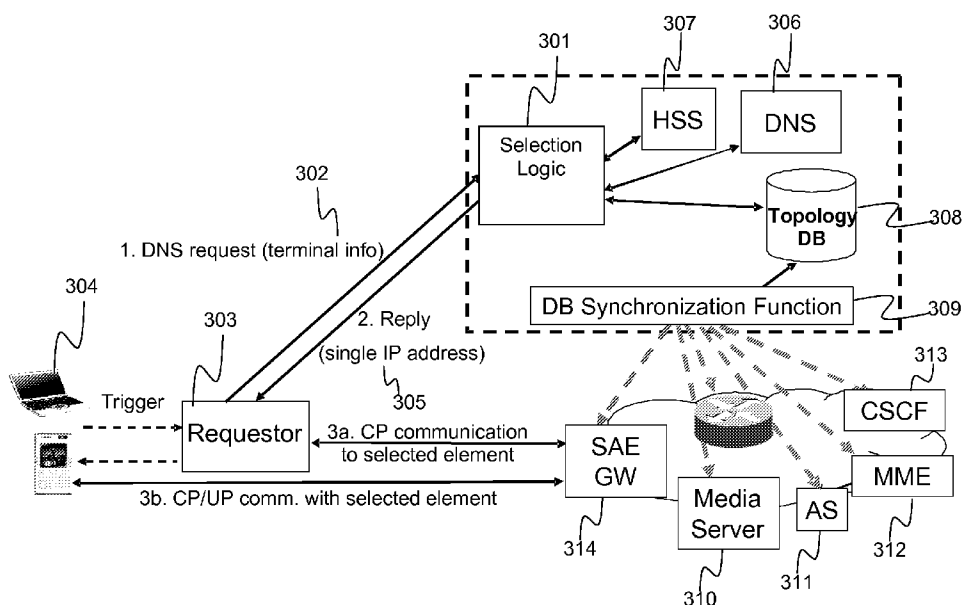 301
307
306
HSS
DNS
Selection
Logic
302
Topology
DB
308
1. DNS request (terminal info)
304
303
DB Synchronization Function
309
2. Reply
(single IP address)
305
313
Trigger
CSCF
Requestor
3a. CP communication
to selected element
SAE
GW
MME
3b. CP/UP comm. with selected element
Media
Server
AS
314
310
311
312